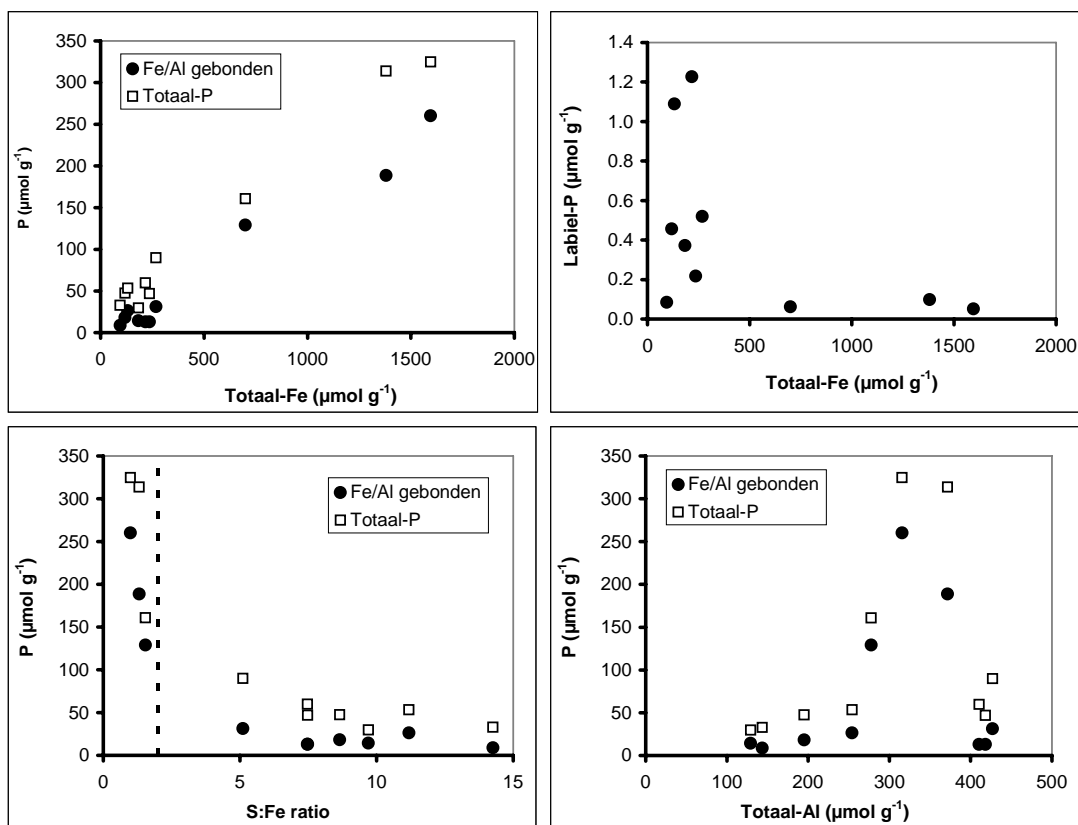 350
300
250
200
150
100
50
0
P (µmol g-1)
Fe/Al gebonden
Totaal-P
0 500 1000 1500 2000
Totaal-Fe (µmol g-1)
1.4
1.2
1.0
0.8
0.6
0.4
0.2
0.0
Labiel-P (µmol g-1)
0 500 1000 1500 2000
Totaal-Fe (µmol g-1)
350
300
250
200
150
100
50
0
P (µmol g-1)
Fe/Al gebonden
Totaal-P
0 5 10 15
S:Fe ratio
350
300
250
200
150
100
50
0
P (µmol g-1)
Fe/Al gebonden
Totaal-P
0 100 200 300 400 500
Totaal-Al (µmol g-1)